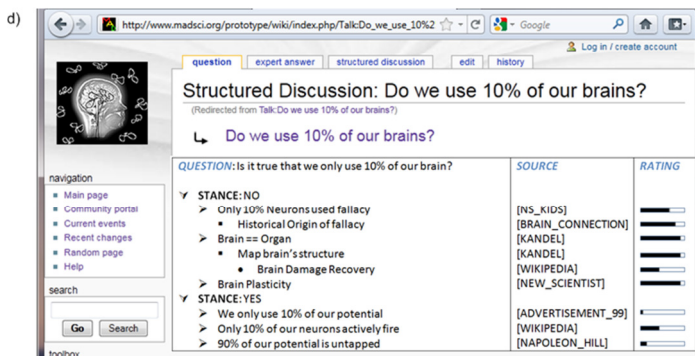 d)
http://www.madsci.org/prototype/wiki/index.php/Talk:Do_we_use_10%2
Google
Log in / create account
question expert answer structured discussion edit history
Structured Discussion: Do we use 10% of our brains?
(Redirected from Talk:Do we use 10% of our brains?)
Do we use 10% of our brains?
QUESTION: Is it true that we only use 10% of our brain? SOURCE RATING
STANCE: NO
Only 10% Neurons used fallacy [NS_KIDS]
Historical Origin of fallacy [BRAIN_CONNECTION]
Brain == Organ [KANDEL]
Map brain's structure [KANDEL]
Brain Damage Recovery [WIKIPEDIA]
Brain Plasticity [NEW_SCIENTIST]
STANCE: YES
We only use 10% of our potential [ADVERTISEMENT_99]
Only 10% of our neurons actively fire [WIKIPEDIA]
90% of our potential is untapped [NAPOLEON_HILL]
navigation
Main page
Community portal
Current events
Recent changes
Random page
Help
search
Go Search
toolbox